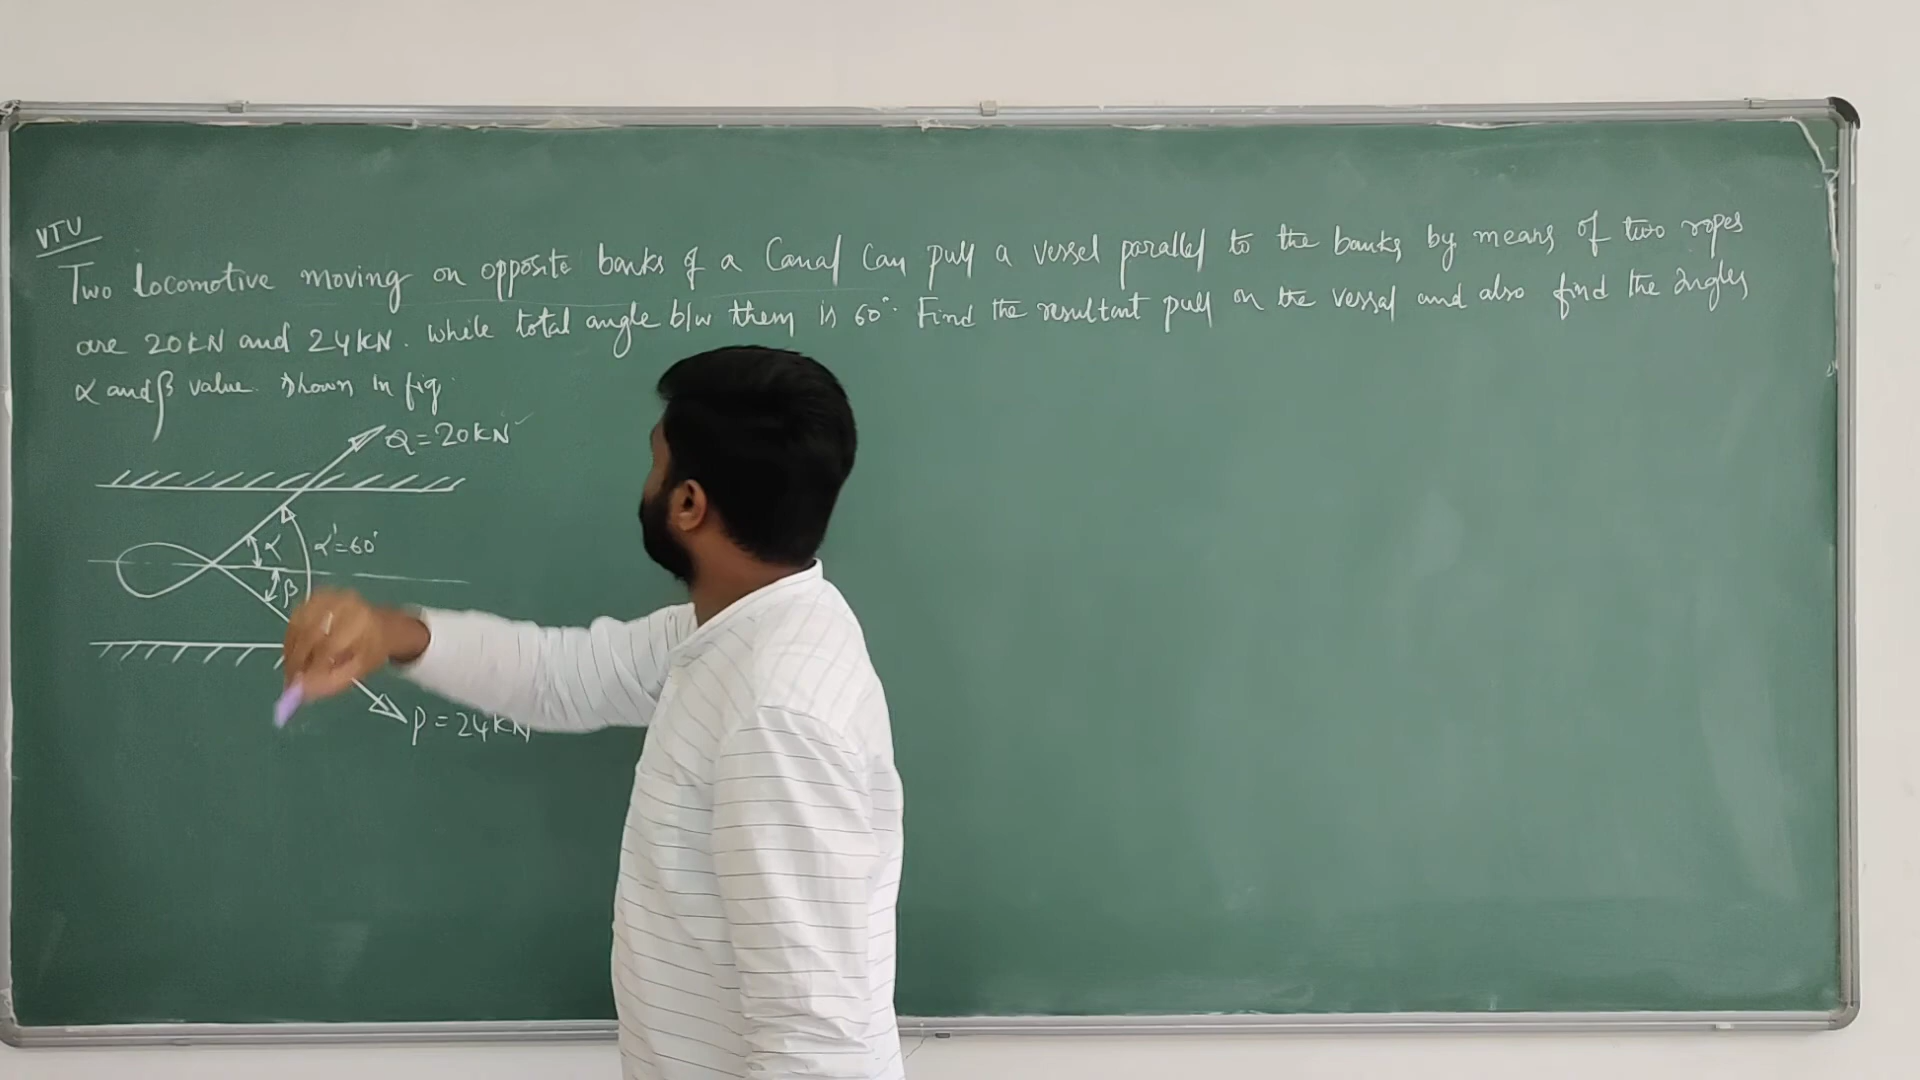 VTU
Two locomotive moving on opposite banks of a Canal Can pull a vessel parallel to the banks by means of two ropes
are 20kN and 24kN. while total angle b/w them is 60°. Find the resultant pull on the vessal and also find the angles
α and β value. Shown in fig.
Q = 20kN
α
α' = 60°
β
P = 24kN